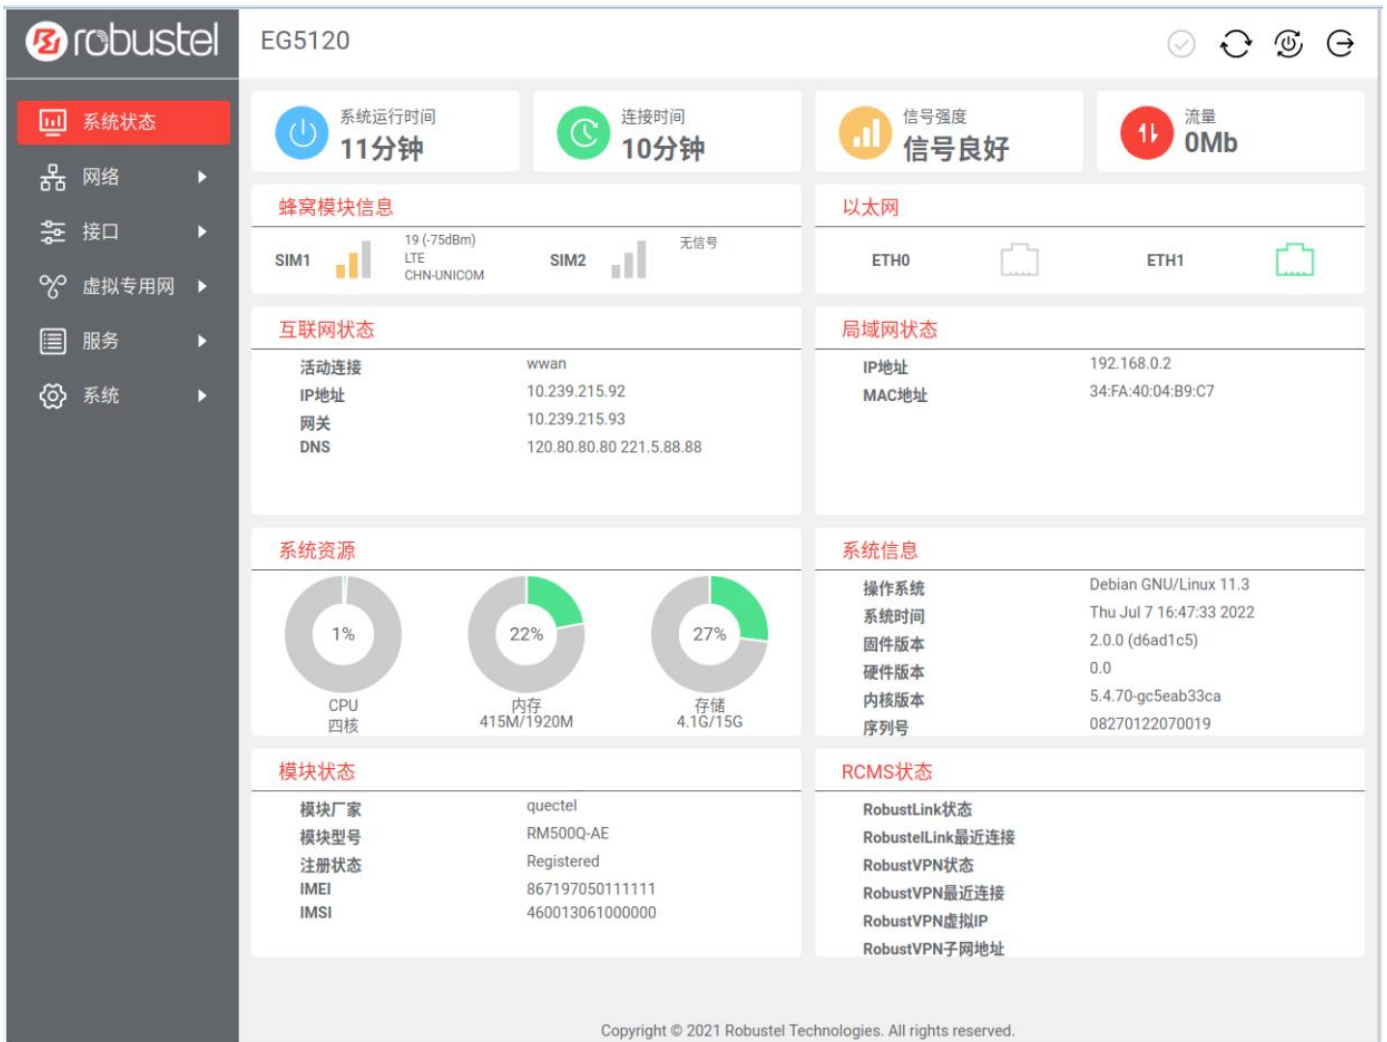 robustel
EG5120
系统状态
网络
接口
虚拟专用网
服务
系统
系统运行时间
11分钟
连接时间
10分钟
信号强度
信号良好
流量
0Mb
蜂窝模块信息
SIM1
19 (-75dBm)
LTE
CHN-UNICOM
SIM2
无信号
以太网
ETH0
ETH1
互联网状态
活动连接 wwan
IP地址 10.239.215.92
网关 10.239.215.93
DNS 120.80.80.80 221.5.88.88
局域网状态
IP地址 192.168.0.2
MAC地址 34:FA:40:04:B9:C7
系统资源
1%
CPU
四核
22%
内存
415M/1920M
27%
存储
4.1G/15G
系统信息
操作系统 Debian GNU/Linux 11.3
系统时间 Thu Jul 7 16:47:33 2022
固件版本 2.0.0 (d6ad1c5)
硬件版本 0.0
内核版本 5.4.70-gc5eab33ca
序列号 08270122070019
模块状态
模块厂家 quectel
模块型号 RM500Q-AE
注册状态 Registered
IMEI 867197050111111
IMSI 460013061000000
RCMS状态
RobustLink状态
RobustelLink最近连接
RobustVPN状态
RobustVPN最近连接
RobustVPN虚拟IP
RobustVPN子网地址
Copyright © 2021 Robustel Technologies. All rights reserved.